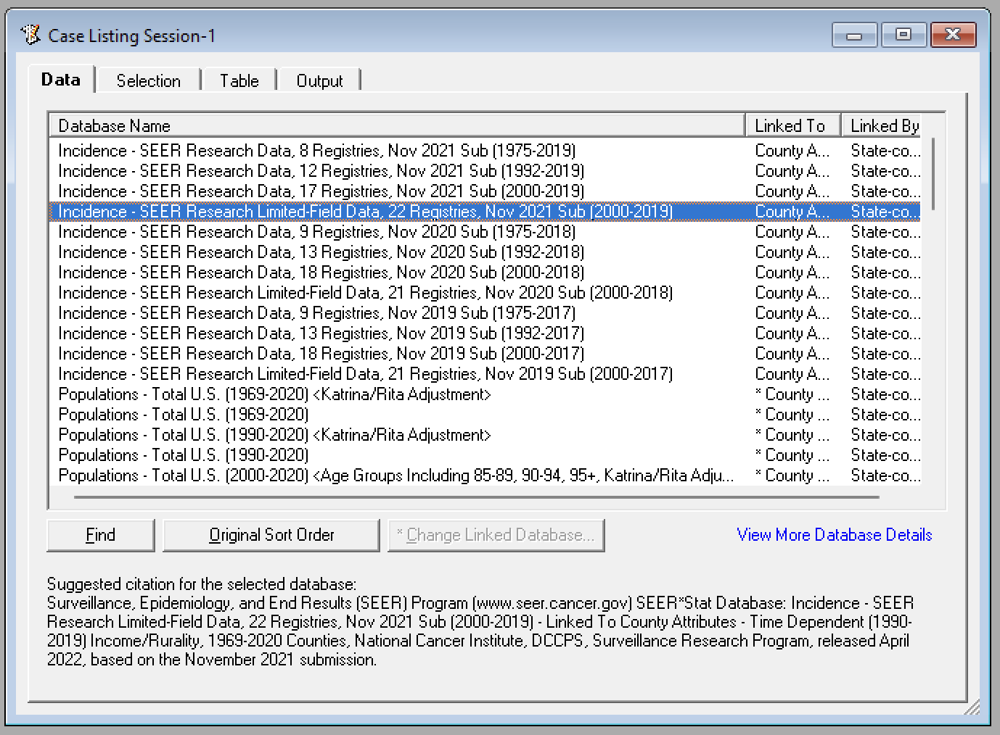 Case Listing Session-1
Data Selection Table Output
Database Name Linked To Linked By
Incidence - SEER Research Data, 8 Registries, Nov 2021 Sub (1975-2019) County A... State-co...
Incidence - SEER Research Data, 12 Registries, Nov 2021 Sub (1992-2019) County A... State-co...
Incidence - SEER Research Data, 17 Registries, Nov 2021 Sub (2000-2019) County A... State-co...
Incidence - SEER Research Limited-Field Data, 22 Registries, Nov 2021 Sub (2000-2019) County A... State-co...
Incidence - SEER Research Data, 9 Registries, Nov 2020 Sub (1975-2018) County A... State-co...
Incidence - SEER Research Data, 13 Registries, Nov 2020 Sub (1992-2018) County A... State-co...
Incidence - SEER Research Data, 18 Registries, Nov 2020 Sub (2000-2018) County A... State-co...
Incidence - SEER Research Limited-Field Data, 21 Registries, Nov 2020 Sub (2000-2018) County A... State-co...
Incidence - SEER Research Data, 9 Registries, Nov 2019 Sub (1975-2017) County A... State-co...
Incidence - SEER Research Data, 13 Registries, Nov 2019 Sub (1992-2017) County A... State-co...
Incidence - SEER Research Data, 18 Registries, Nov 2019 Sub (2000-2017) County A... State-co...
Incidence - SEER Research Limited-Field Data, 21 Registries, Nov 2019 Sub (2000-2017) County A... State-co...
Populations - Total U.S. (1969-2020) <Katrina/Rita Adjustment> * County ... State-co...
Populations - Total U.S. (1969-2020) * County ... State-co...
Populations - Total U.S. (1990-2020) <Katrina/Rita Adjustment> * County ... State-co...
Populations - Total U.S. (1990-2020) * County ... State-co...
Populations - Total U.S. (2000-2020) <Age Groups Including 85-89, 90-94, 95+, Katrina/Rita Adju... * County ... State-co...
Find Original Sort Order * Change Linked Database... View More Database Details
Suggested citation for the selected database:
Surveillance, Epidemiology, and End Results (SEER) Program (www.seer.cancer.gov) SEER*Stat Database: Incidence - SEER
Research Limited-Field Data, 22 Registries, Nov 2021 Sub (2000-2019) - Linked To County Attributes - Time Dependent (1990-
2019) Income/Rurality, 1969-2020 Counties, National Cancer Institute, DCCPS, Surveillance Research Program, released April
2022, based on the November 2021 submission.